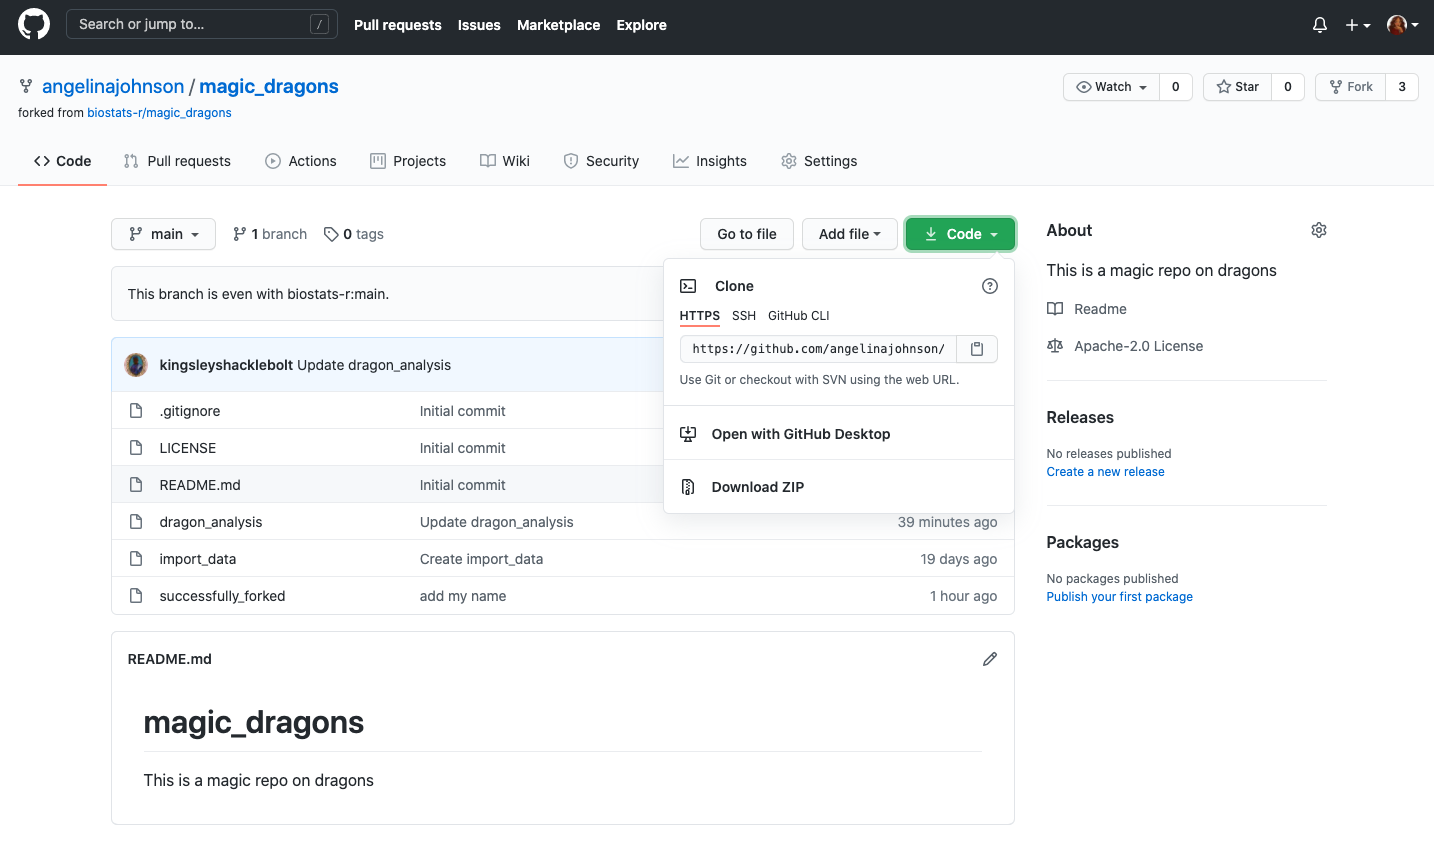 Search or jump to... /
Pull requests Issues Marketplace Explore
angelinajohnson / magic_dragons
forked from biostats-r/magic_dragons
Watch 0 Star 0 Fork 3
Code Pull requests Actions Projects Wiki Security Insights Settings
main 1 branch 0 tags
Go to file Add file Code
This branch is even with biostats-r:main.
Clone
HTTPS SSH GitHub CLI
https://github.com/angelinajohnson/
Use Git or checkout with SVN using the web URL.
Open with GitHub Desktop
Download ZIP
kingsleyshacklebolt Update dragon_analysis
.gitignore Initial commit
LICENSE Initial commit
README.md Initial commit
dragon_analysis Update dragon_analysis 39 minutes ago
import_data Create import_data 19 days ago
successfully_forked add my name 1 hour ago
README.md
magic_dragons
This is a magic repo on dragons
About
This is a magic repo on dragons
Readme
Apache-2.0 License
Releases
No releases published
Create a new release
Packages
No packages published
Publish your first package